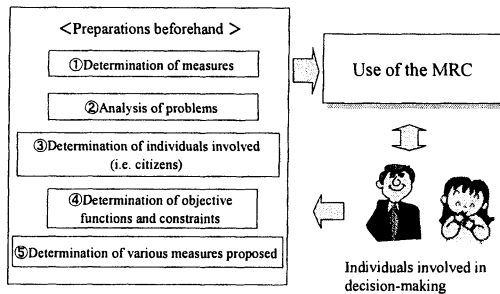 <Preparations beforehand>
①Determination of measures
②Analysis of problems
③Determination of individuals involved
(i.e. citizens)
④Determination of objective
functions and constraints
⑤Determination of various measures proposed
Use of the MRC
Individuals involved in
decision-making